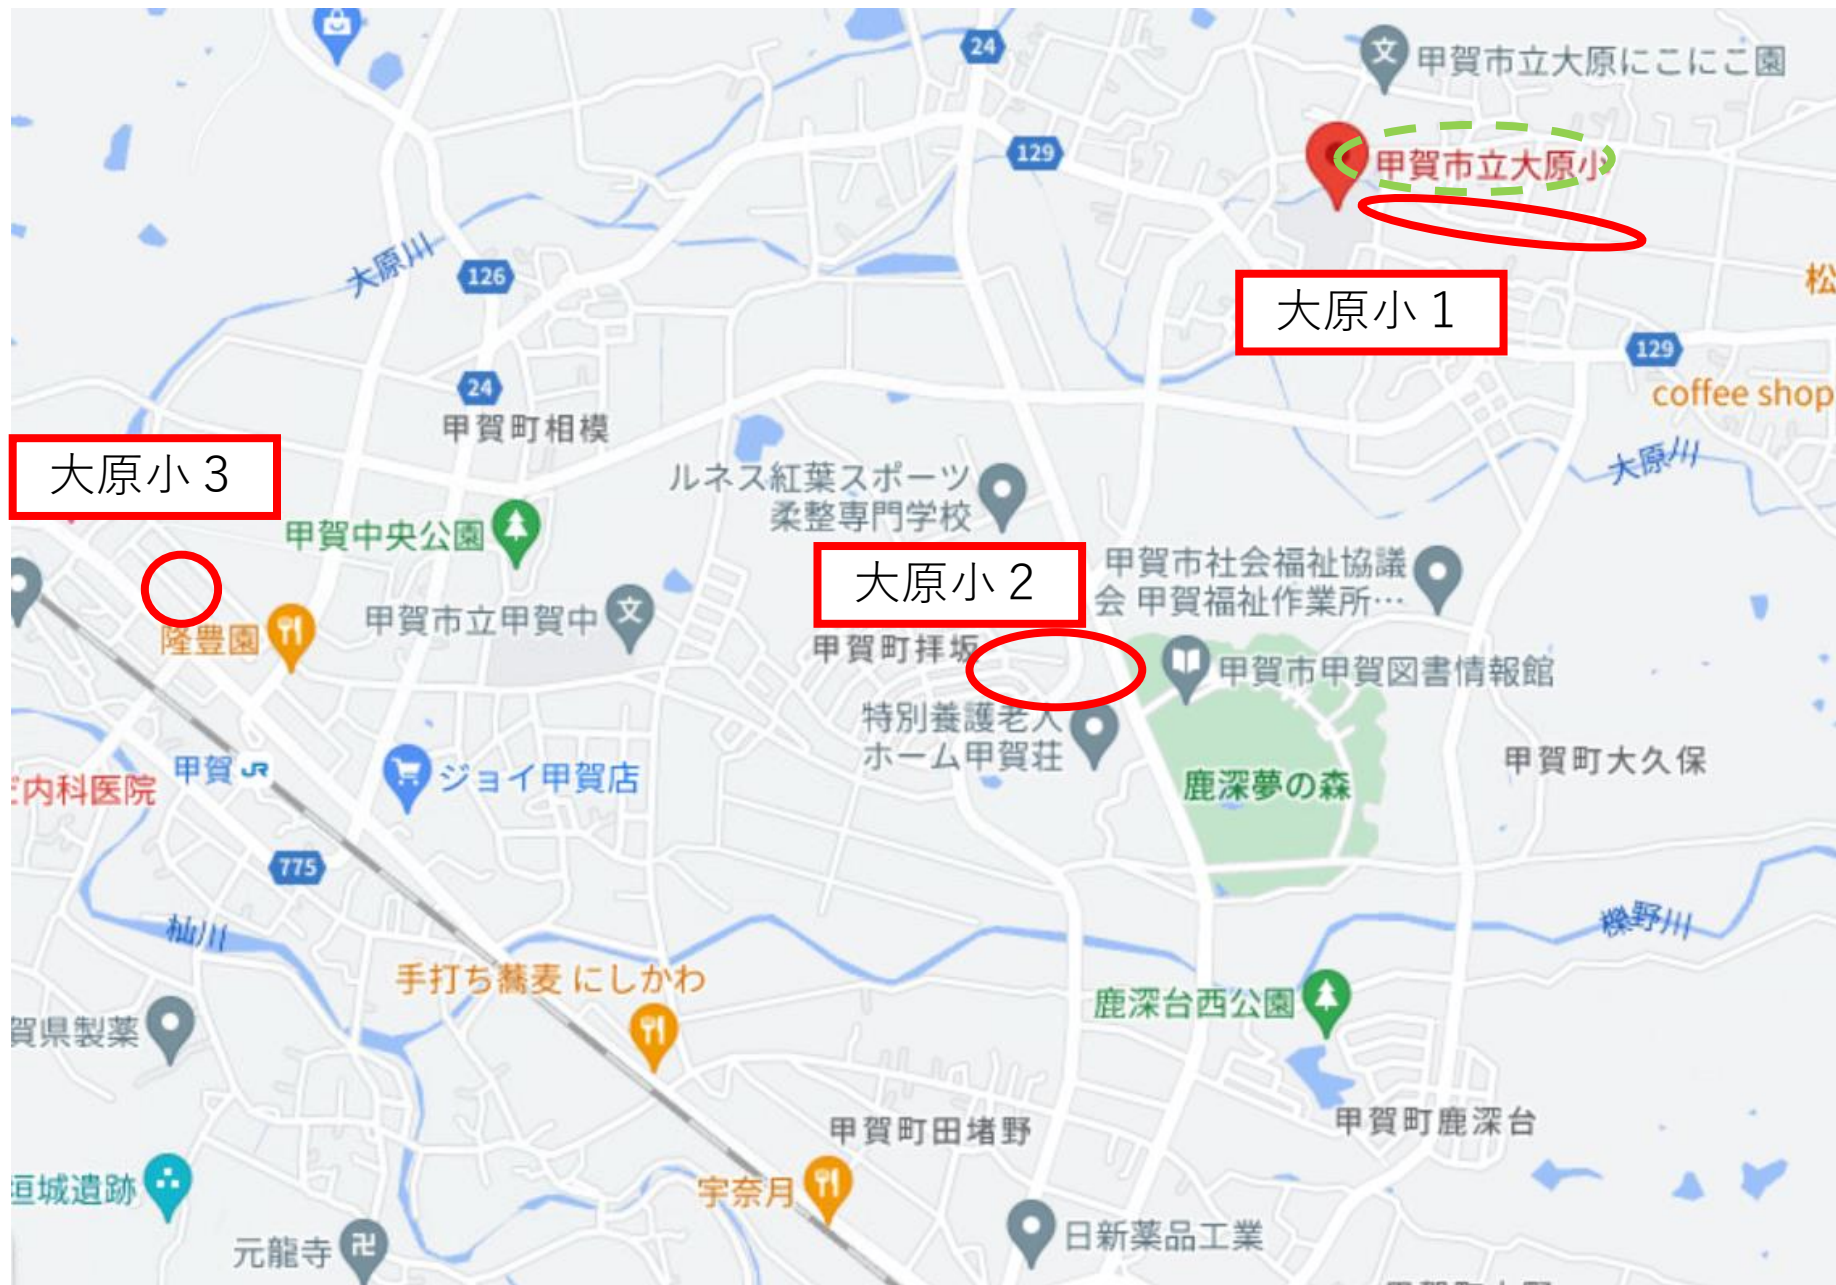 24
甲賀市立大原にこにこ園
129
甲賀市立大原小
大原川
126
松
大原小1
129
24
coffee shop
甲賀町相模
大原川
大原小3
ルネス紅葉スポーツ
柔整専門学校
甲賀中央公園
大原小2
甲賀市社会福祉協議
会 甲賀福祉作業所…
甲賀市立甲賀中
隆豊園
甲賀町拝坂
甲賀市甲賀図書情報館
特別養護老人
ホーム甲賀荘
甲賀町大久保
甲賀 JR
ジョイ甲賀店
内科医院
鹿深夢の森
775
杣川
櫟野川
手打ち蕎麦 にしかわ
鹿深台西公園
賀県製薬
甲賀町田堵野
甲賀町鹿深台
垣城遺跡
宇奈月
元龍寺
日新薬品工業